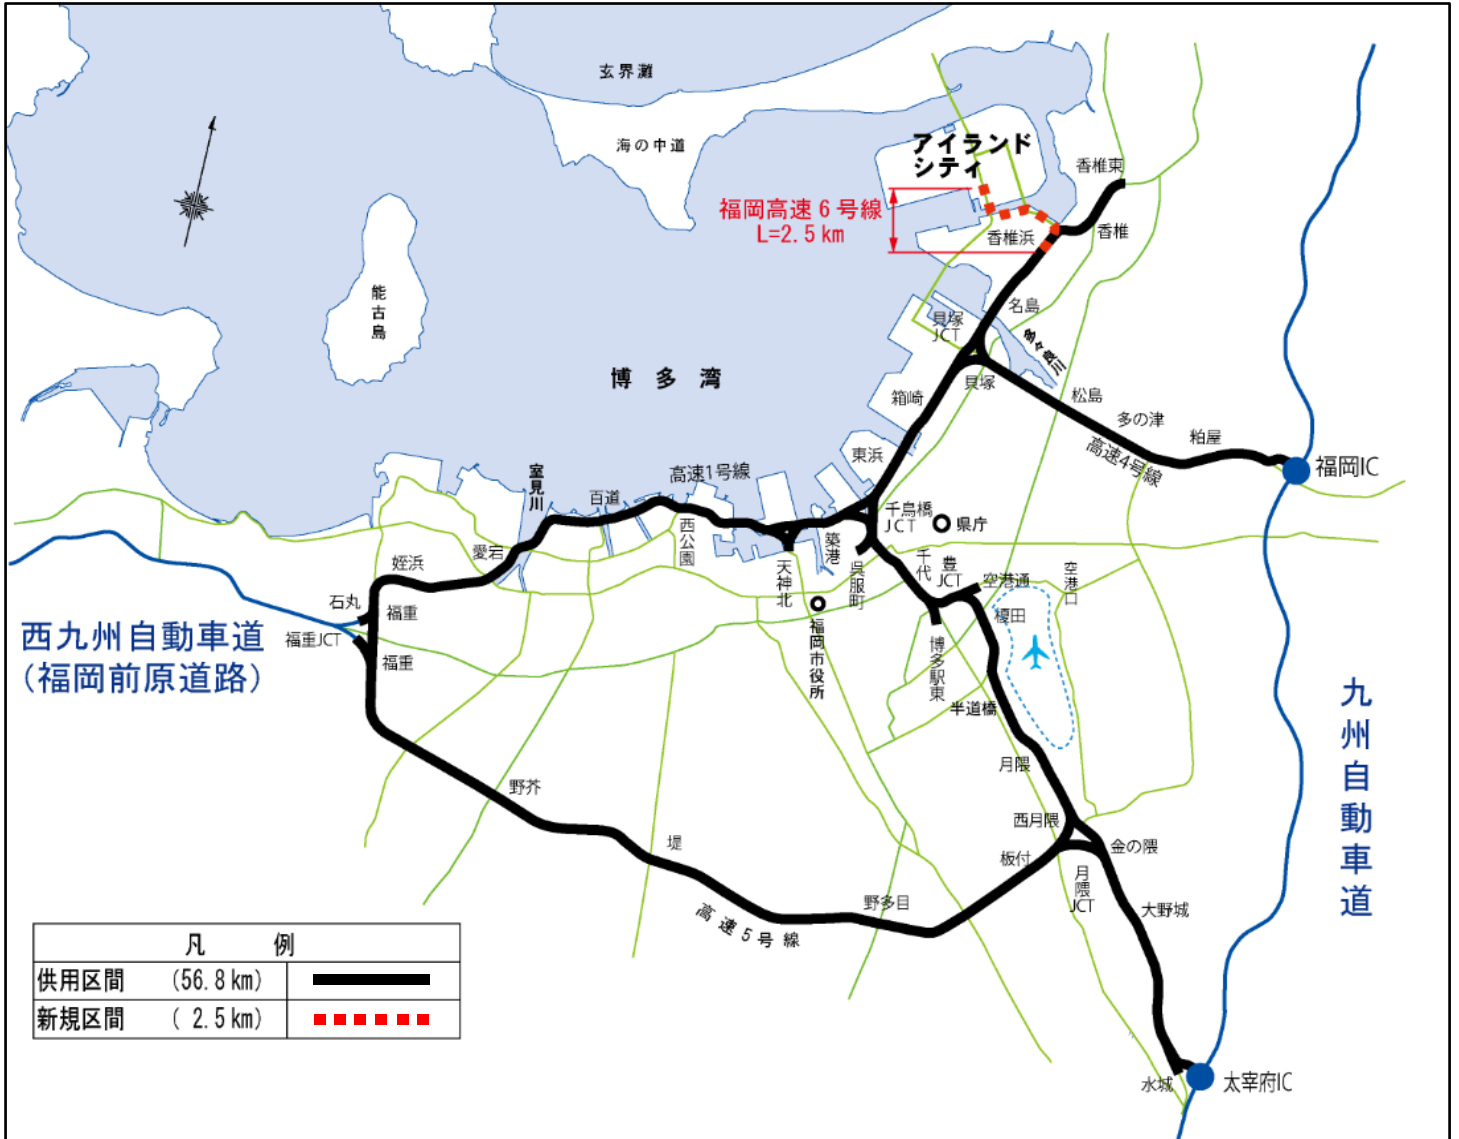 玄界灘
海の中道
アイランド
シティ
香椎東
福岡高速6号線
L=2.5km
香椎浜
香椎
能古島
名島
貝塚
JCT
多々良川
博多湾
貝塚
箱崎
松島
多の津
粕屋
高速4号線
福岡IC
東浜
高速1号線
室見川
百道
西公園
千鳥橋
JCT
県庁
築港
呉服町
天神北
千代
豊
JCT
空港通
空港口
榎田
愛宕
姪浜
石丸
福重
福重JCT
福重
西九州自動車道
(福岡前原道路)
福岡市役所
博多駅東
半道橋
九州自動車道
月隈
野芥
西月隈
堤
板付
金の隈
月隈
JCT
野多目
大野城
高速5号線
凡 例
供用区間 (56.8km)
新規区間 ( 2.5km)
水城
太宰府IC